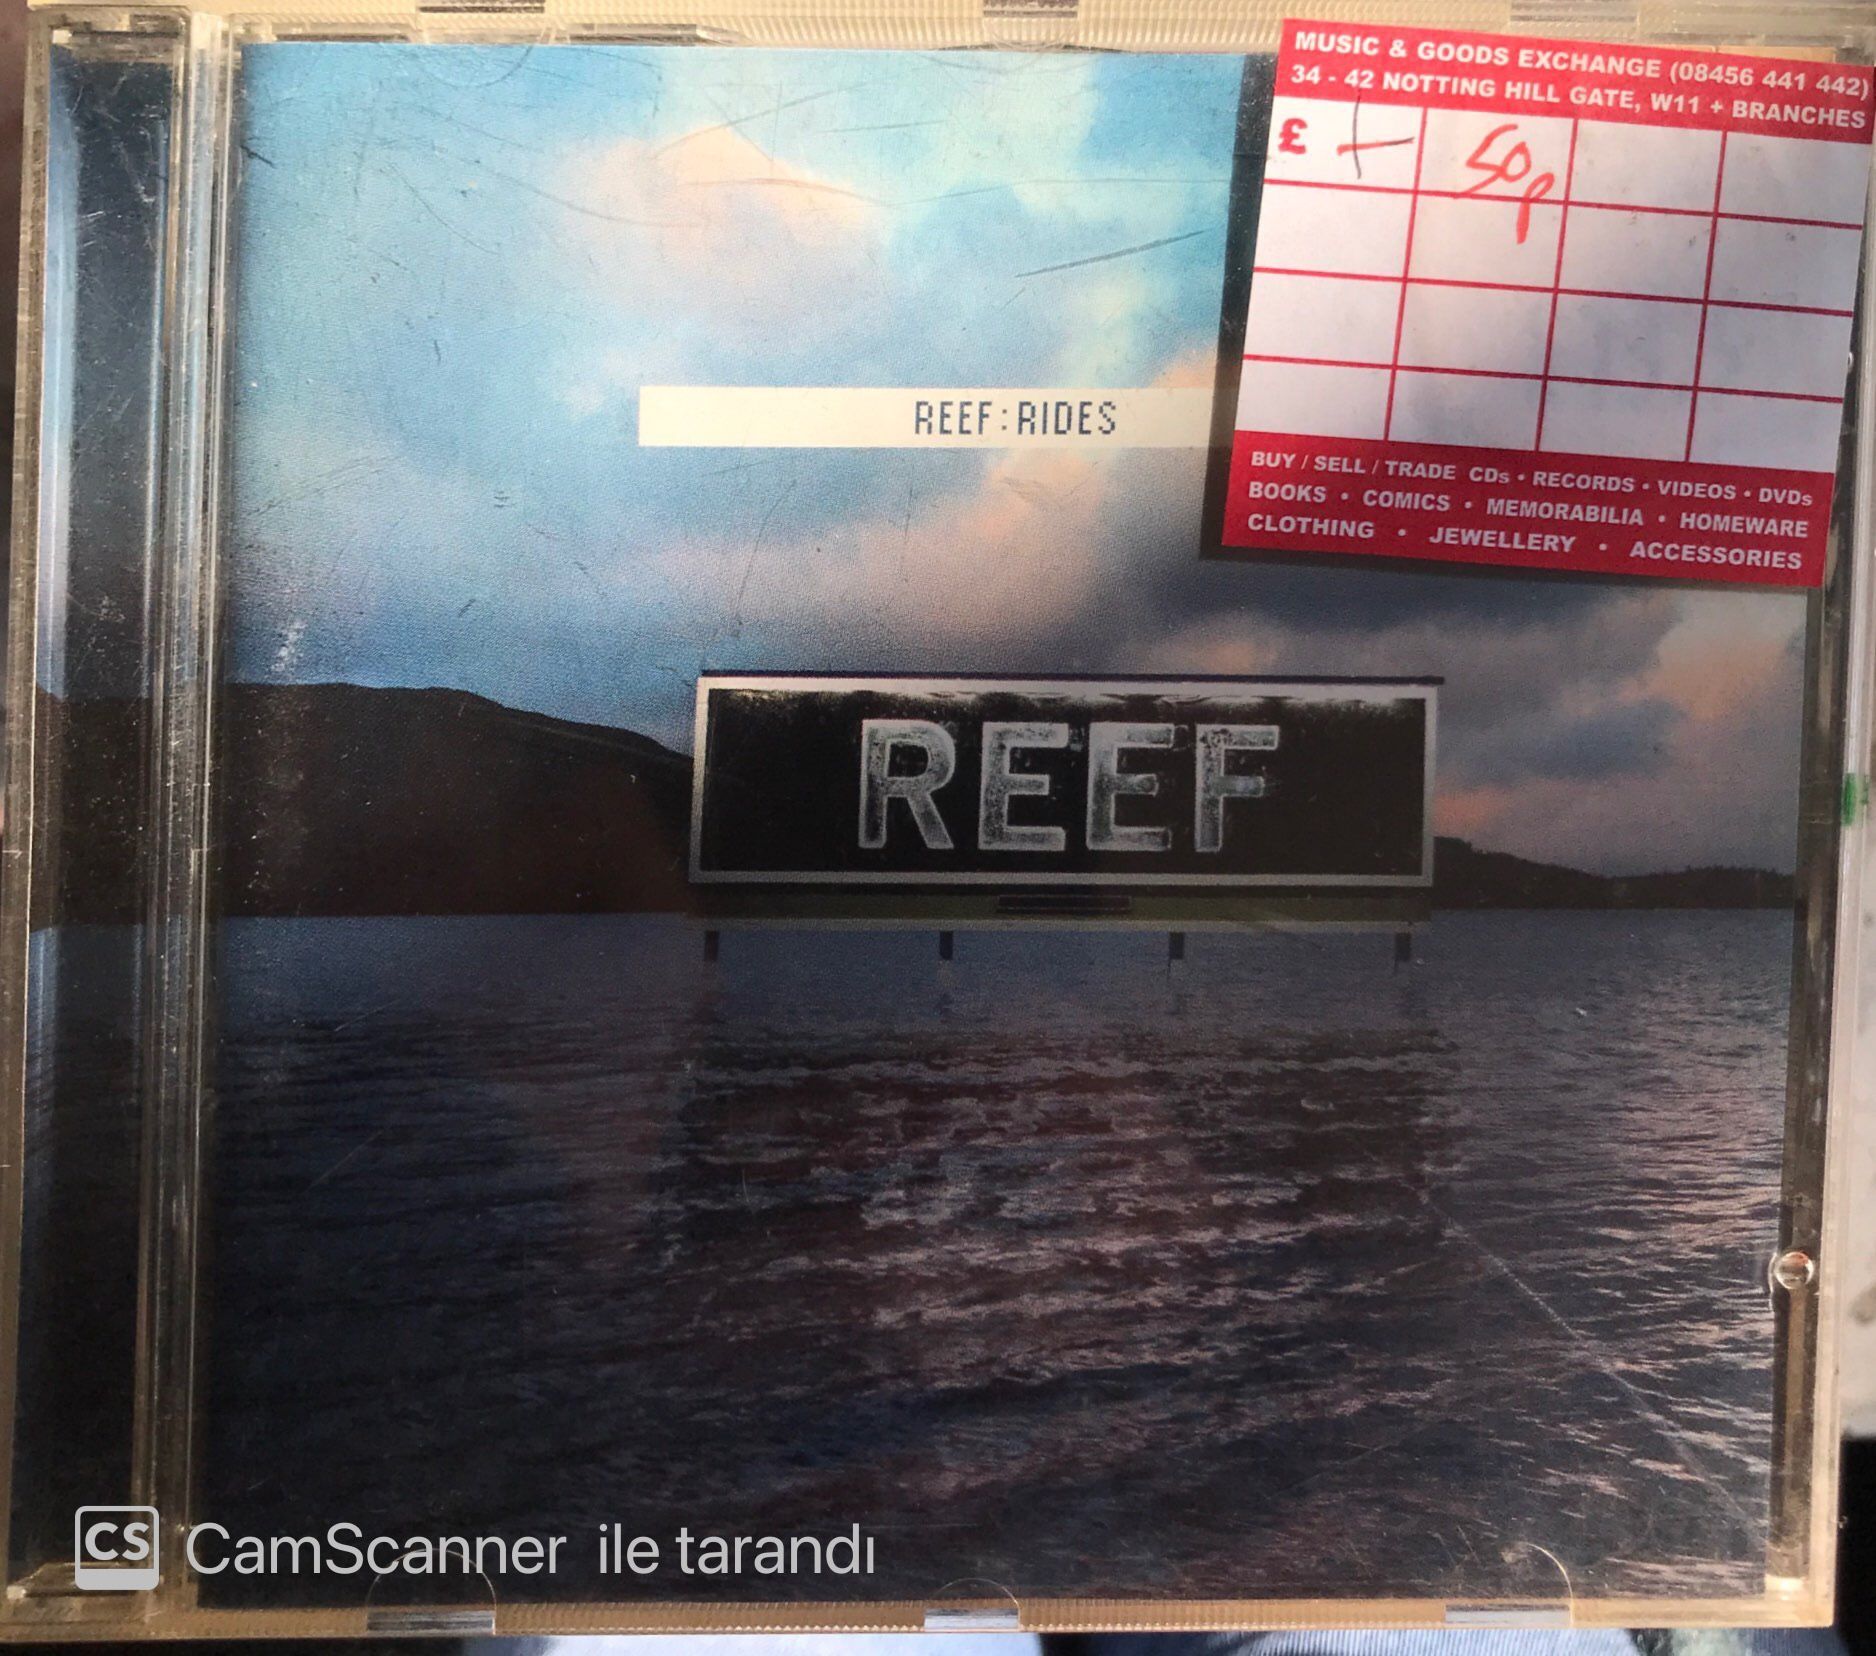 MUSIC & GOODS EXCHANGE (08456 441 442)
34 - 42 NOTTING HILL GATE, W11 + BRANCHES
£
50p
REEF:RIDES
BUY / SELL / TRADE CDs • RECORDS • VIDEOS • DVDs
BOOKS • COMICS • MEMORABILIA • HOMEWARE
CLOTHING • JEWELLERY • ACCESSORIES
REEF
CS CamScanner ile tarandı